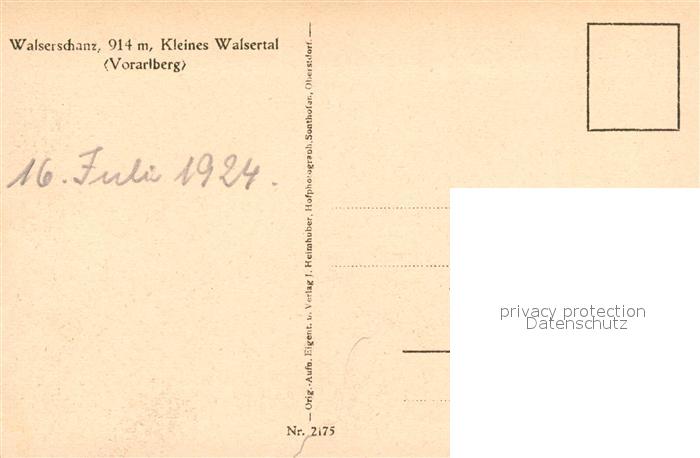 Walserschanz, 914 m, Kleines Walsertal
(Vorarlberg)
16. Juli 1924.
Orig.-Aufn. Eigent. u. Verlag J. Heimhuber, Hofphotograph, Sonthofen, Oberstdorf.
Nr. 2175
privacy protection
Datenschutz